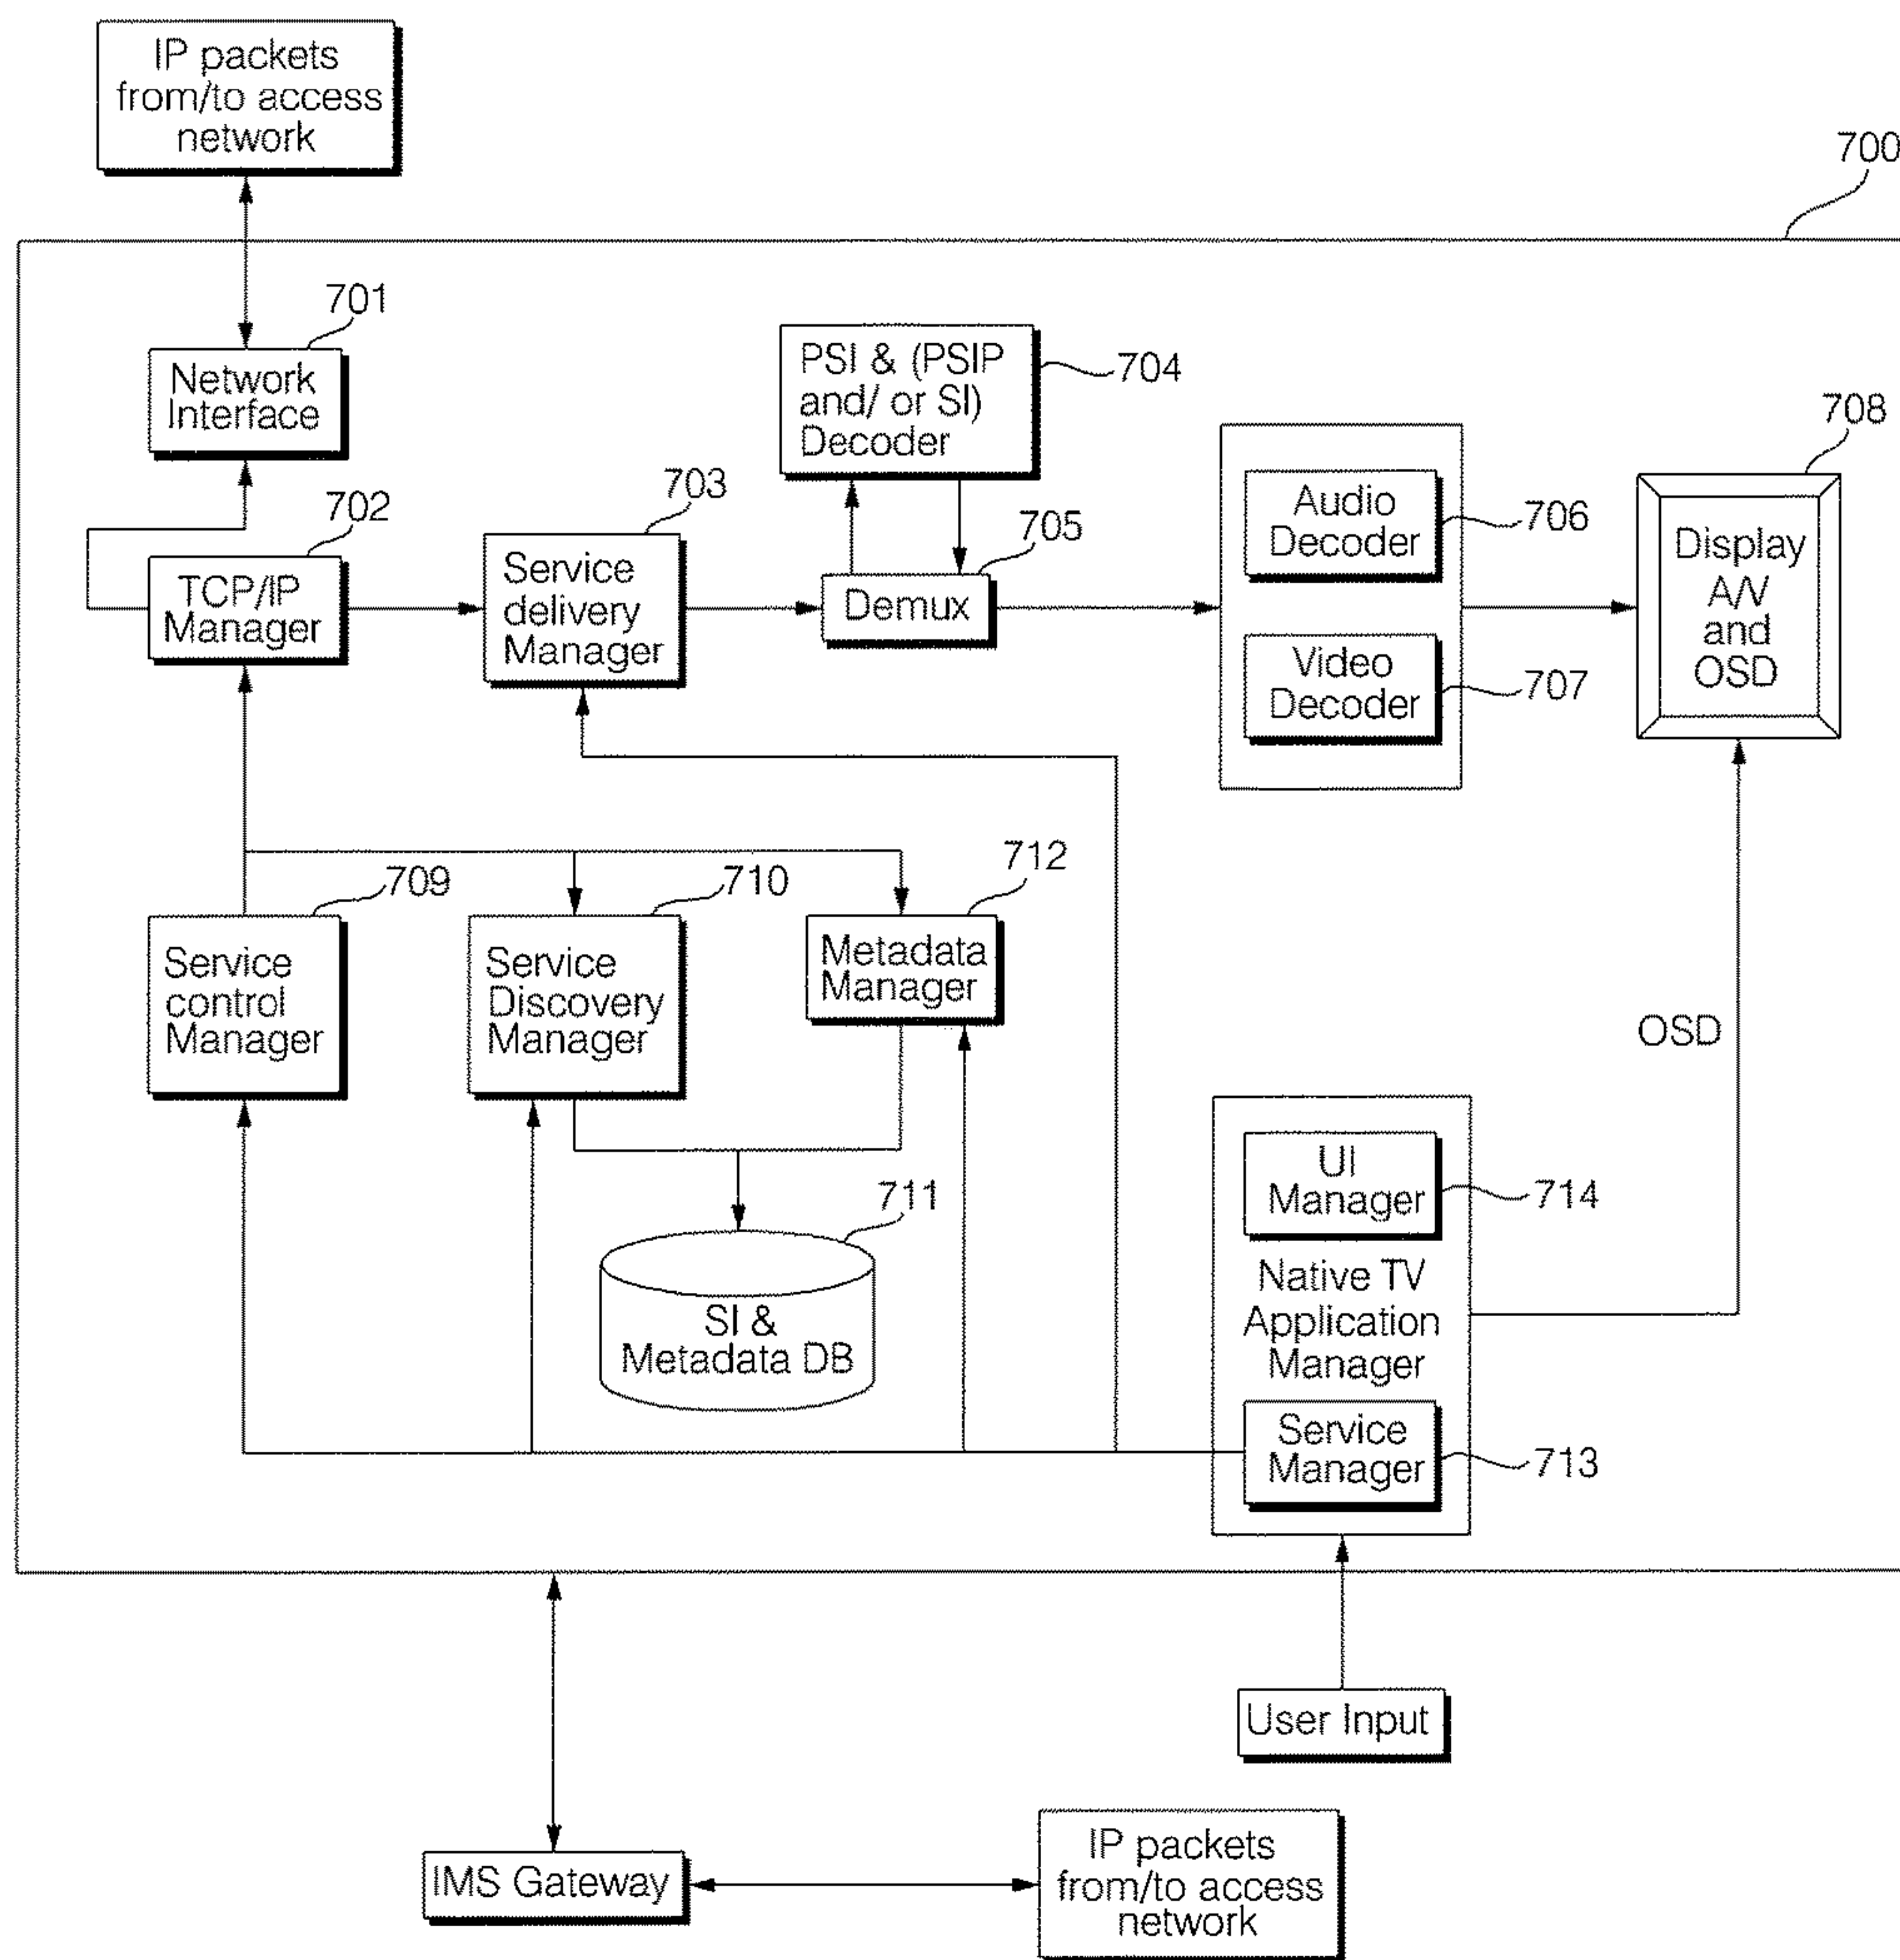 IP packets
from/to access
network
700
701
Network
Interface
PSI & (PSIP
and/ or SI)
Decoder
704
708
703
702
705
Audio
Decoder
706
Display
A/V
and
OSD
TCP/IP
Manager
Service
delivery
Manager
Demux
Video
Decoder
707
709
710
712
Service
control
Manager
Service
Discovery
Manager
Metadata
Manager
OSD
UI
Manager
714
711
SI &
Metadata DB
Native TV
Application
Manager
Service
Manager
713
User Input
IMS Gateway
IP packets
from/to access
network